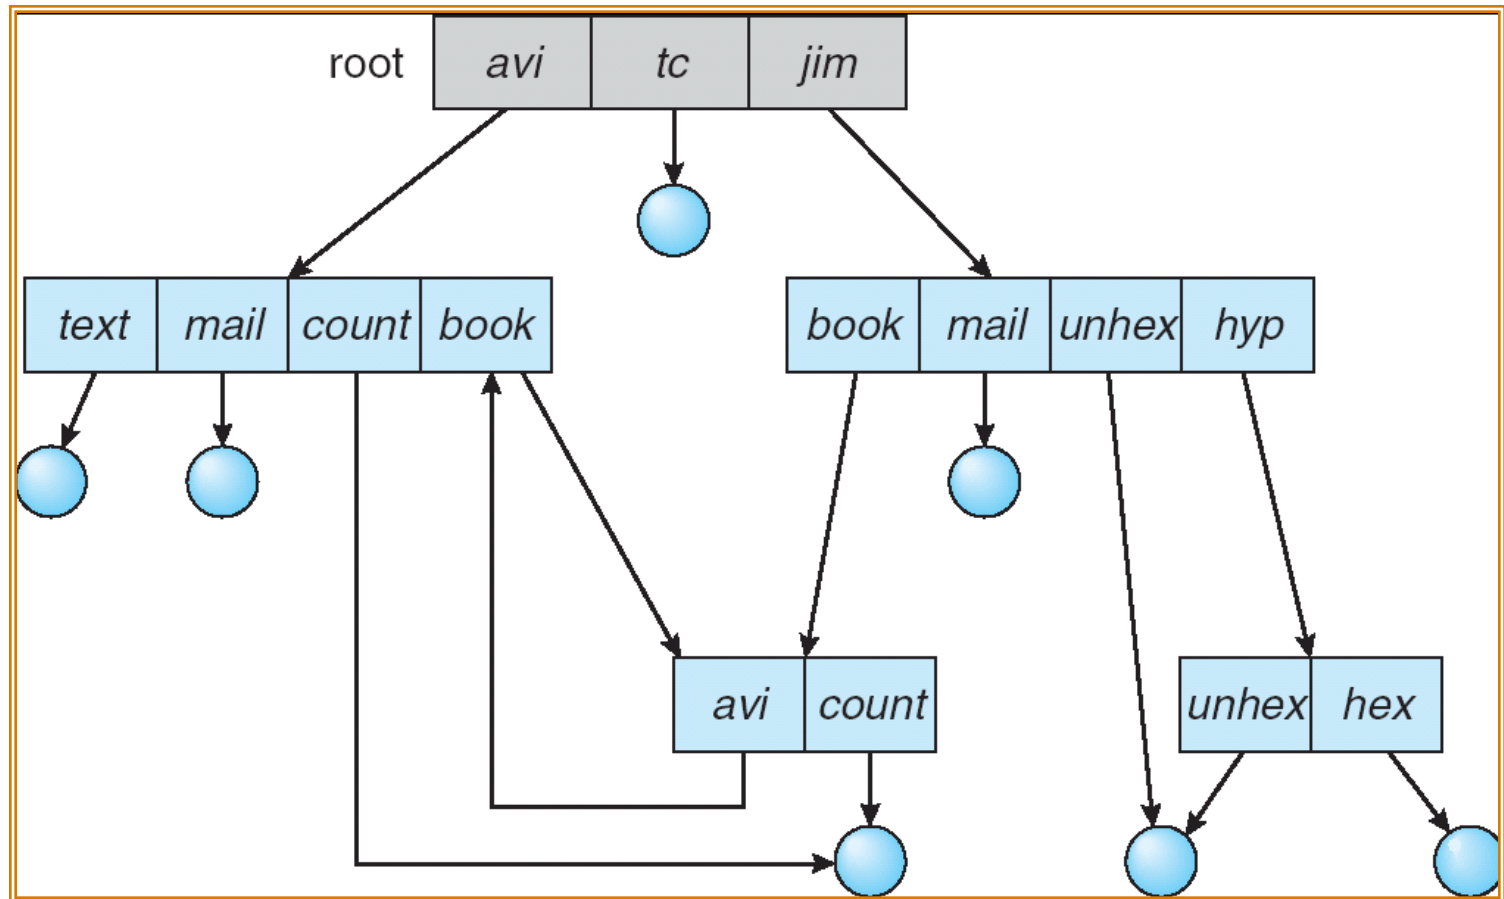 root avi tc jim
text mail count book book mail unhex hyp
avi count unhex hex